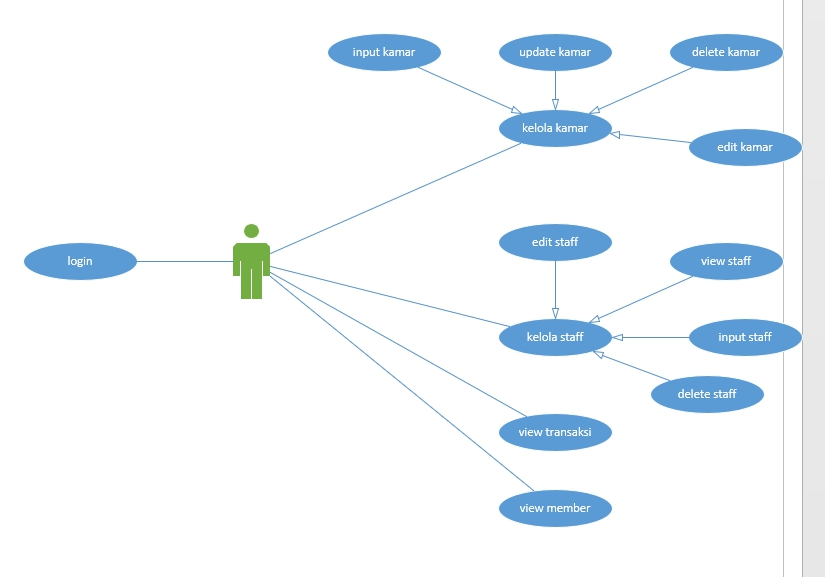 input kamar
update kamar
delete kamar
kelola kamar
edit kamar
edit staff
login
view staff
kelola staff
input staff
delete staff
view transaksi
view member